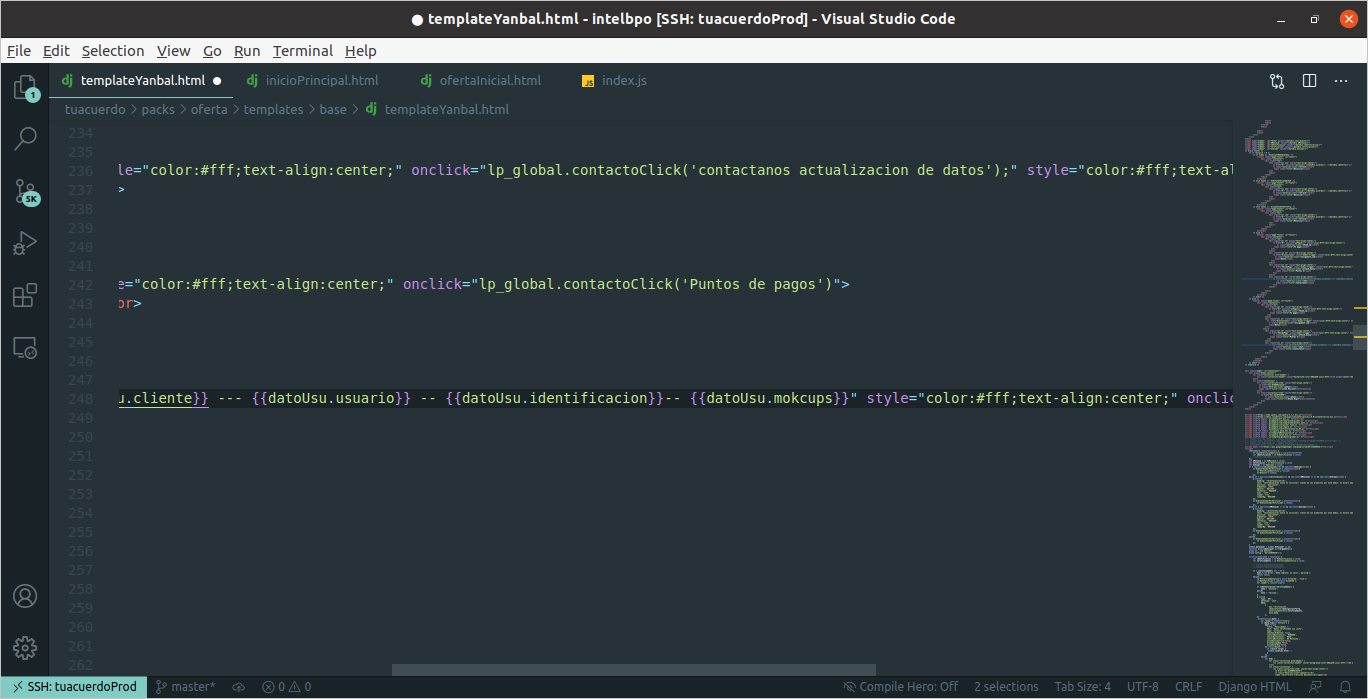 ● templateYanbal.html - intelbpo [SSH: tuacuerdoProd] - Visual Studio Code
File Edit Selection View Go Run Terminal Help
1
dj templateYanbal.html ●
dj inicioPrincipal.html
dj ofertaInicial.html
JS index.js
tuacuerdo > packs > oferta > templates > base > dj templateYanbal.html
5K
234
235
236 le="color:#fff;text-align:center;" onclick="lp_global.contactoClick('contactanos actualizacion de datos');" style="color:#fff;text-al
237 >
238
239
240
241
242 e="color:#fff;text-align:center;" onclick="lp_global.contactoClick('Puntos de pagos')">
243 or>
244
245
246
247
248 u.cliente}} --- {{datoUsu.usuario}} -- {{datoUsu.identificacion}}-- {{datoUsu.mokcups}}" style="color:#fff;text-align:center;" onclic
249
250
251
252
253
254
255
256
257
258
259
260
261
262
SSH: tuacuerdoProd master* 0 0 Compile Hero: Off 2 selections Tab Size: 4 UTF-8 CRLF Django HTML